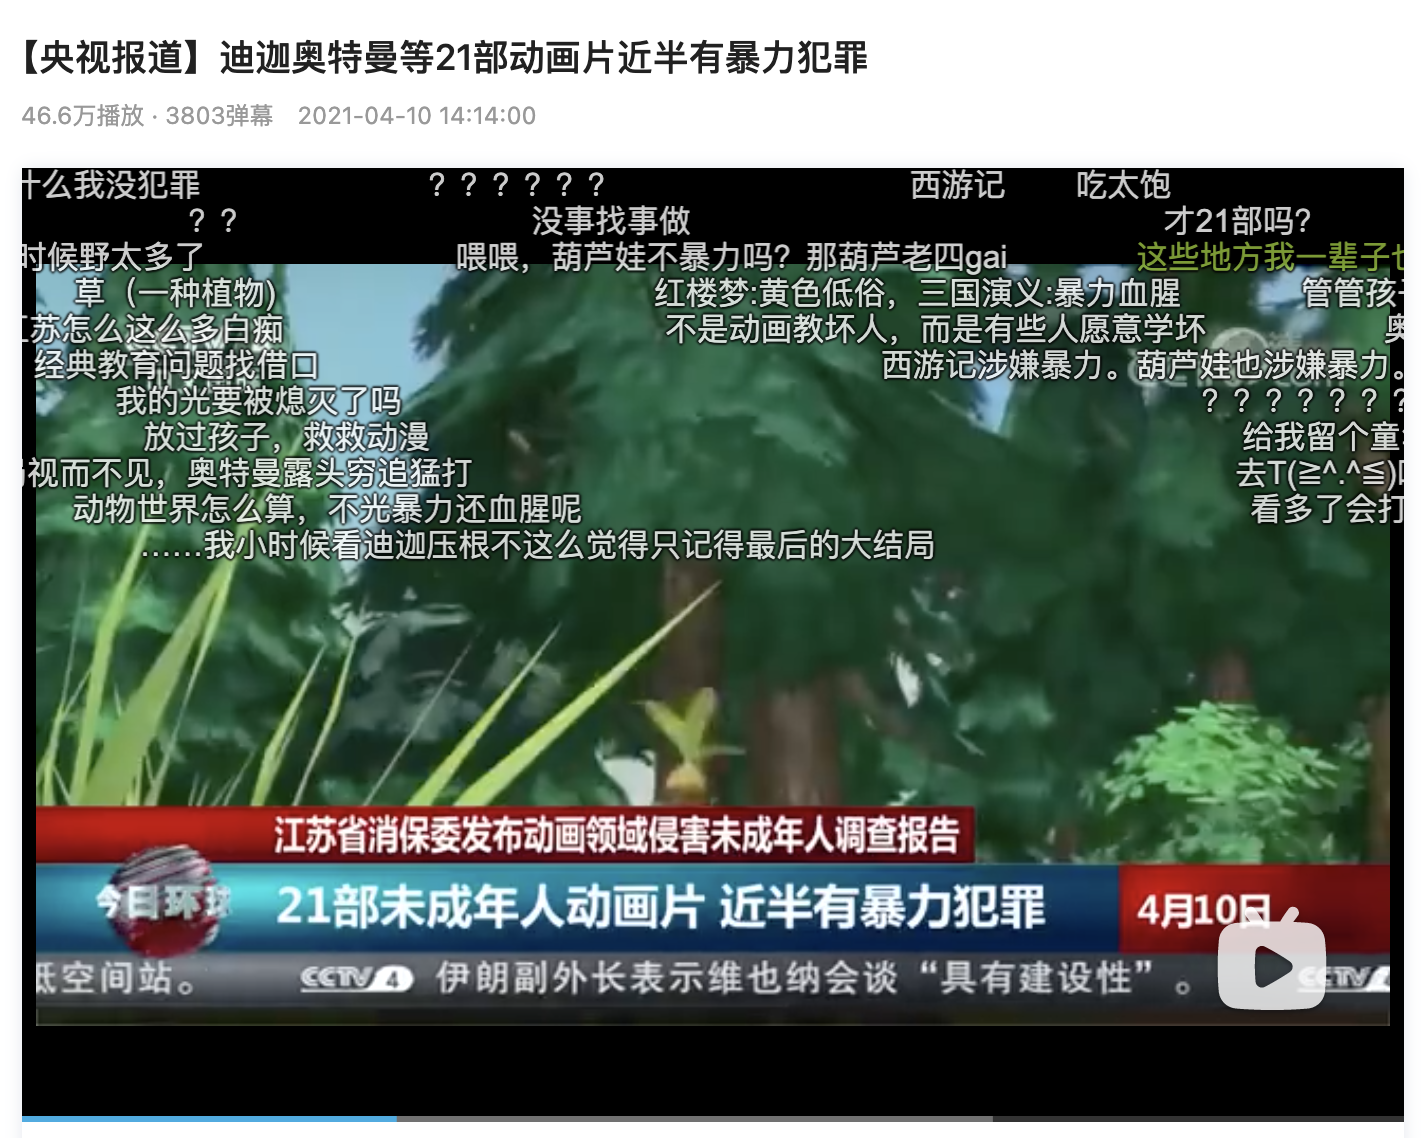 【央视报道】迪迦奥特曼等21部动画片近半有暴力犯罪
46.6万播放 · 3803弹幕 2021-04-10 14:14:00
什么我没犯罪 ？？？？？？ 西游记 吃太饱
？？ 没事找事做 才21部吗？
时候野太多了 喂喂，葫芦娃不暴力吗？那葫芦老四gai 这些地方我一辈子也
草（一种植物） 红楼梦:黄色低俗，三国演义:暴力血腥 管管孩子
江苏怎么这么多白痴 不是动画教坏人，而是有些人愿意学坏 奥
经典教育问题找借口 西游记涉嫌暴力。葫芦娃也涉嫌暴力。
我的光要被熄灭了吗 ？？？？？？？
放过孩子，救救动漫 给我留个童
视而不见，奥特曼露头穷追猛打 去T(≧^.^≦)
动物世界怎么算，不光暴力还血腥呢 看多了会打
……我小时候看迪迦压根不这么觉得只记得最后的大结局
江苏省消保委发布动画领域侵害未成年人调查报告
今日环球 21部未成年人动画片 近半有暴力犯罪 4月10日
低空间站。 CCTV4 伊朗副外长表示维也纳会谈“具有建设性”。 CCTV4